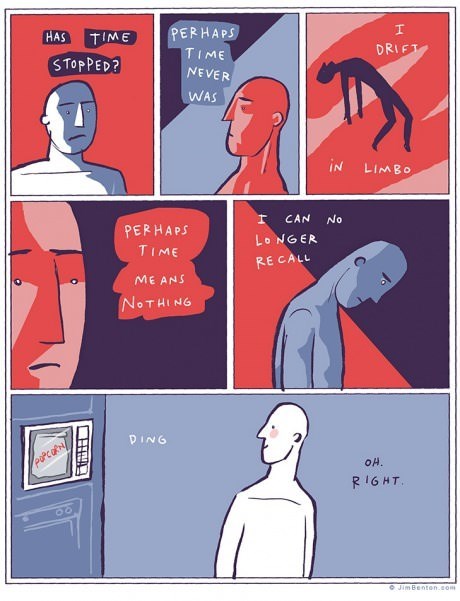 HAS TIME
STOPPED?
PERHAPS
TIME
NEVER
WAS
I
DRIFT
iN LIMBO
PERHAPS
TIME
MEANS
NOTHING
I CAN NO
LONGER
RECALL
POPCORN
DING
OH.
RIGHT.
© JimBenton.com